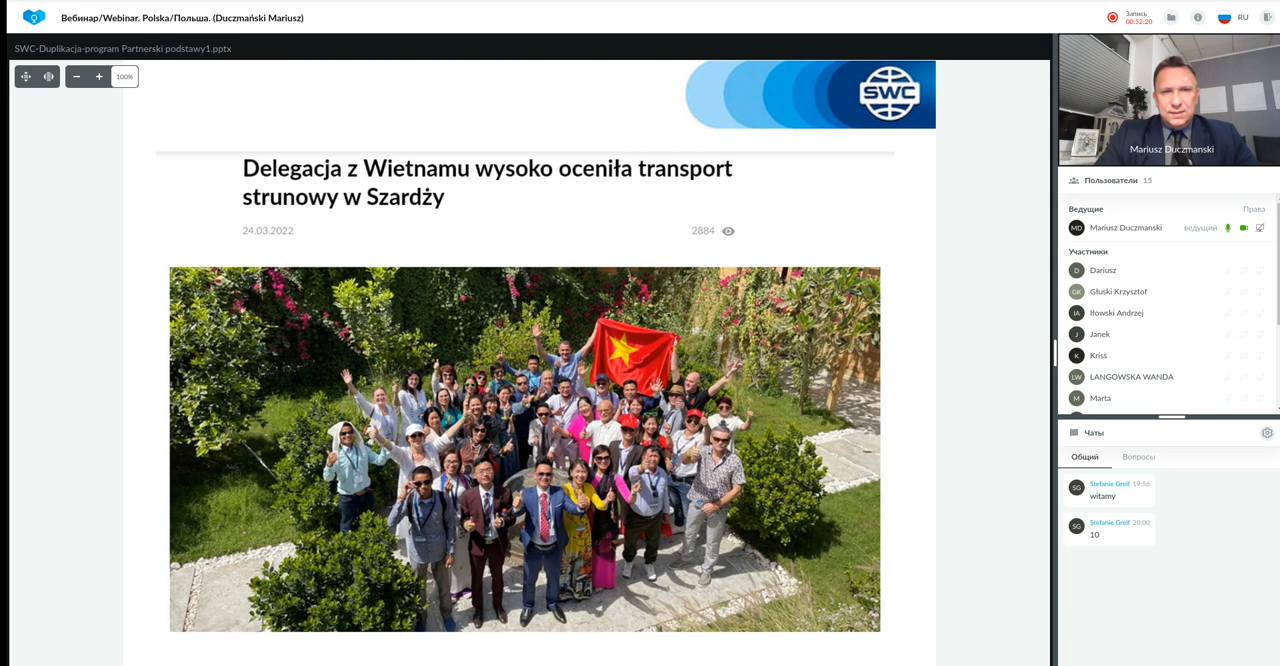 Вебинар/Webinar. Polska/Польша. (Duczmański Mariusz)
Запись
00:52:20
RU
SWC-Duplikacja-program Partnerski podstawy1.pptx
100%
SWC
Delegacja z Wietnamu wysoko oceniła transport
strunowy w Szardży
24.03.2022
2884
Mariusz Duczmanski
Пользователи 15
Ведущие
Права
MD Mariusz Duczmanski ведущий
Участники
D Dariusz
GK Głuski Krzysztof
IA Iłowski Andrzej
J Janek
K Kriss
LW LANGOWSKA WANDA
M Marta
Чаты
Общий
Вопросы
SG Stefanie Greif 19:56
witamy
SG Stefanie Greif 20:00
10